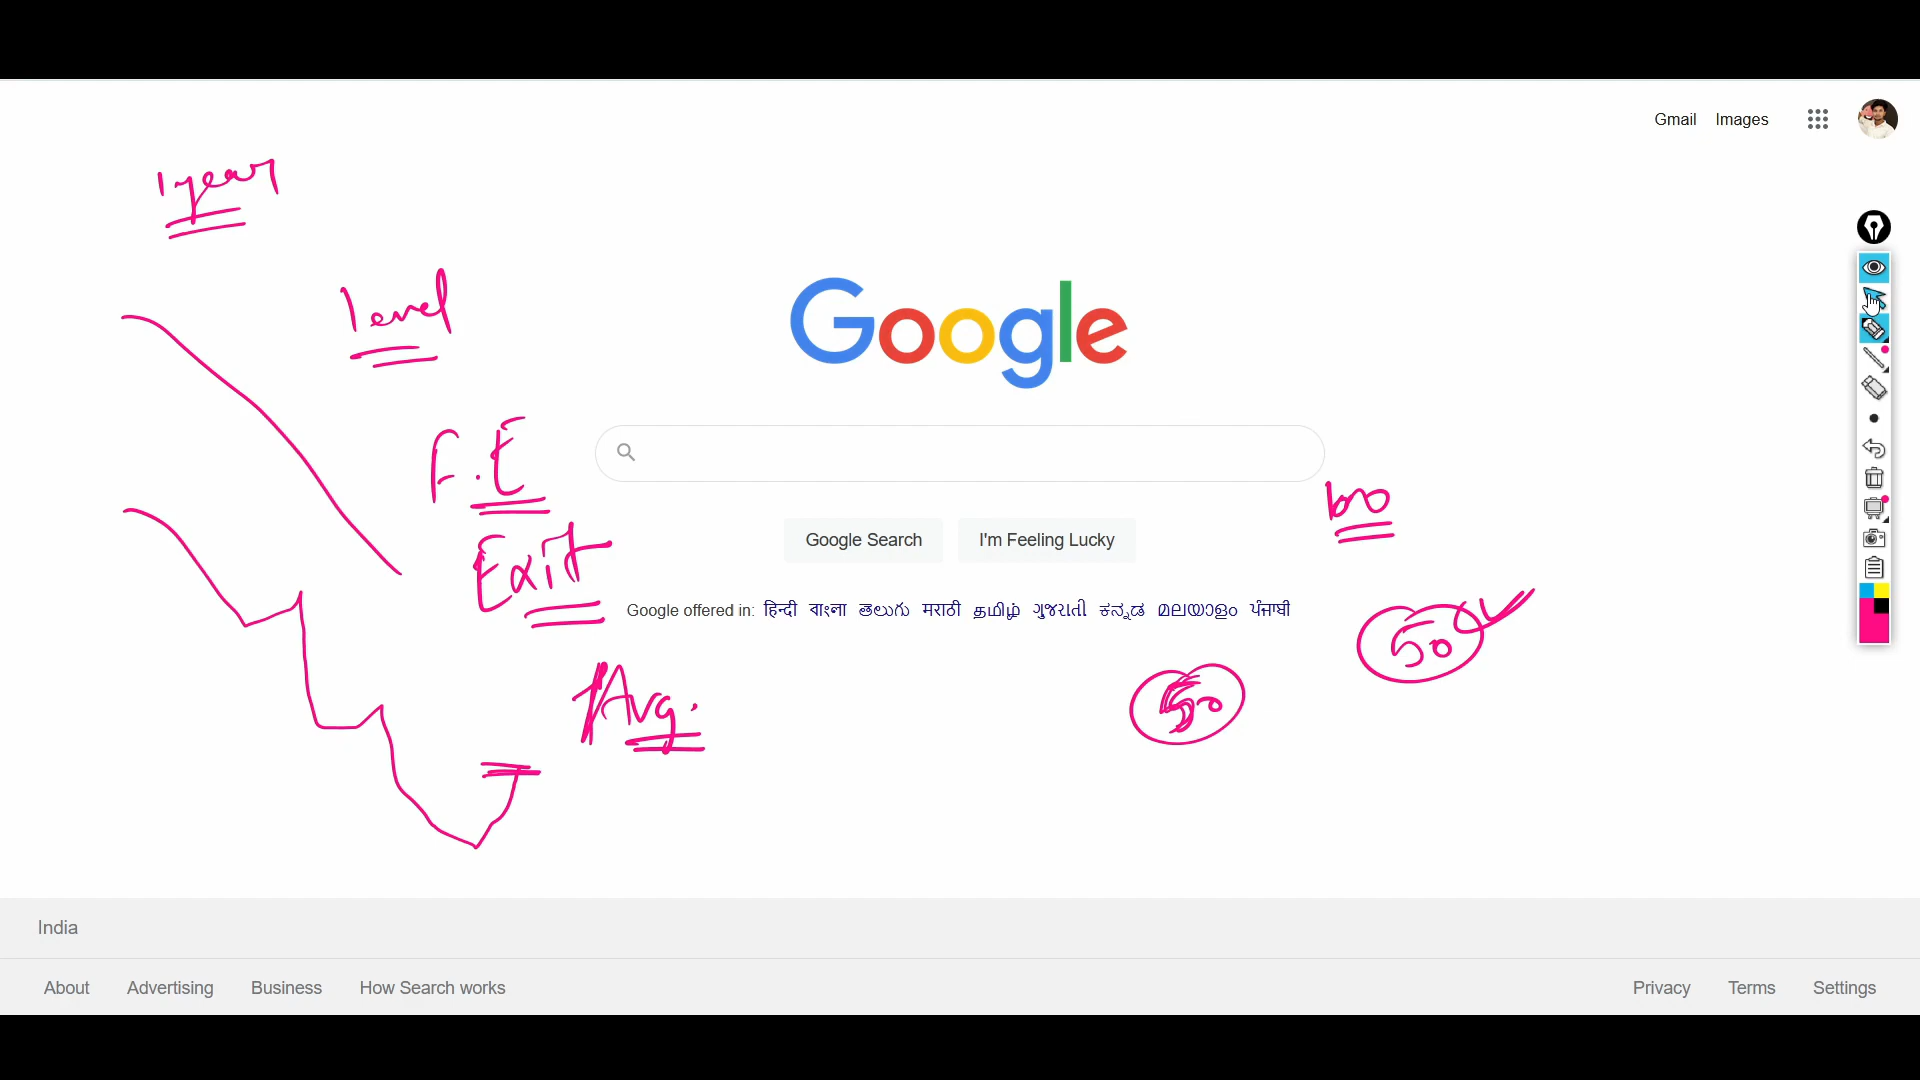 Gmail Images
1 year
level
Google
F.E
Exit
Google Search I'm Feeling Lucky
Google offered in: हिन्दी বাংলা తెలుగు मराठी தமிழ் ગુજરાતી ಕನ್ನಡ മലയാളം ਪੰਜਾਬੀ
50
Avg.
50
India
About Advertising Business How Search works Privacy Terms Settings